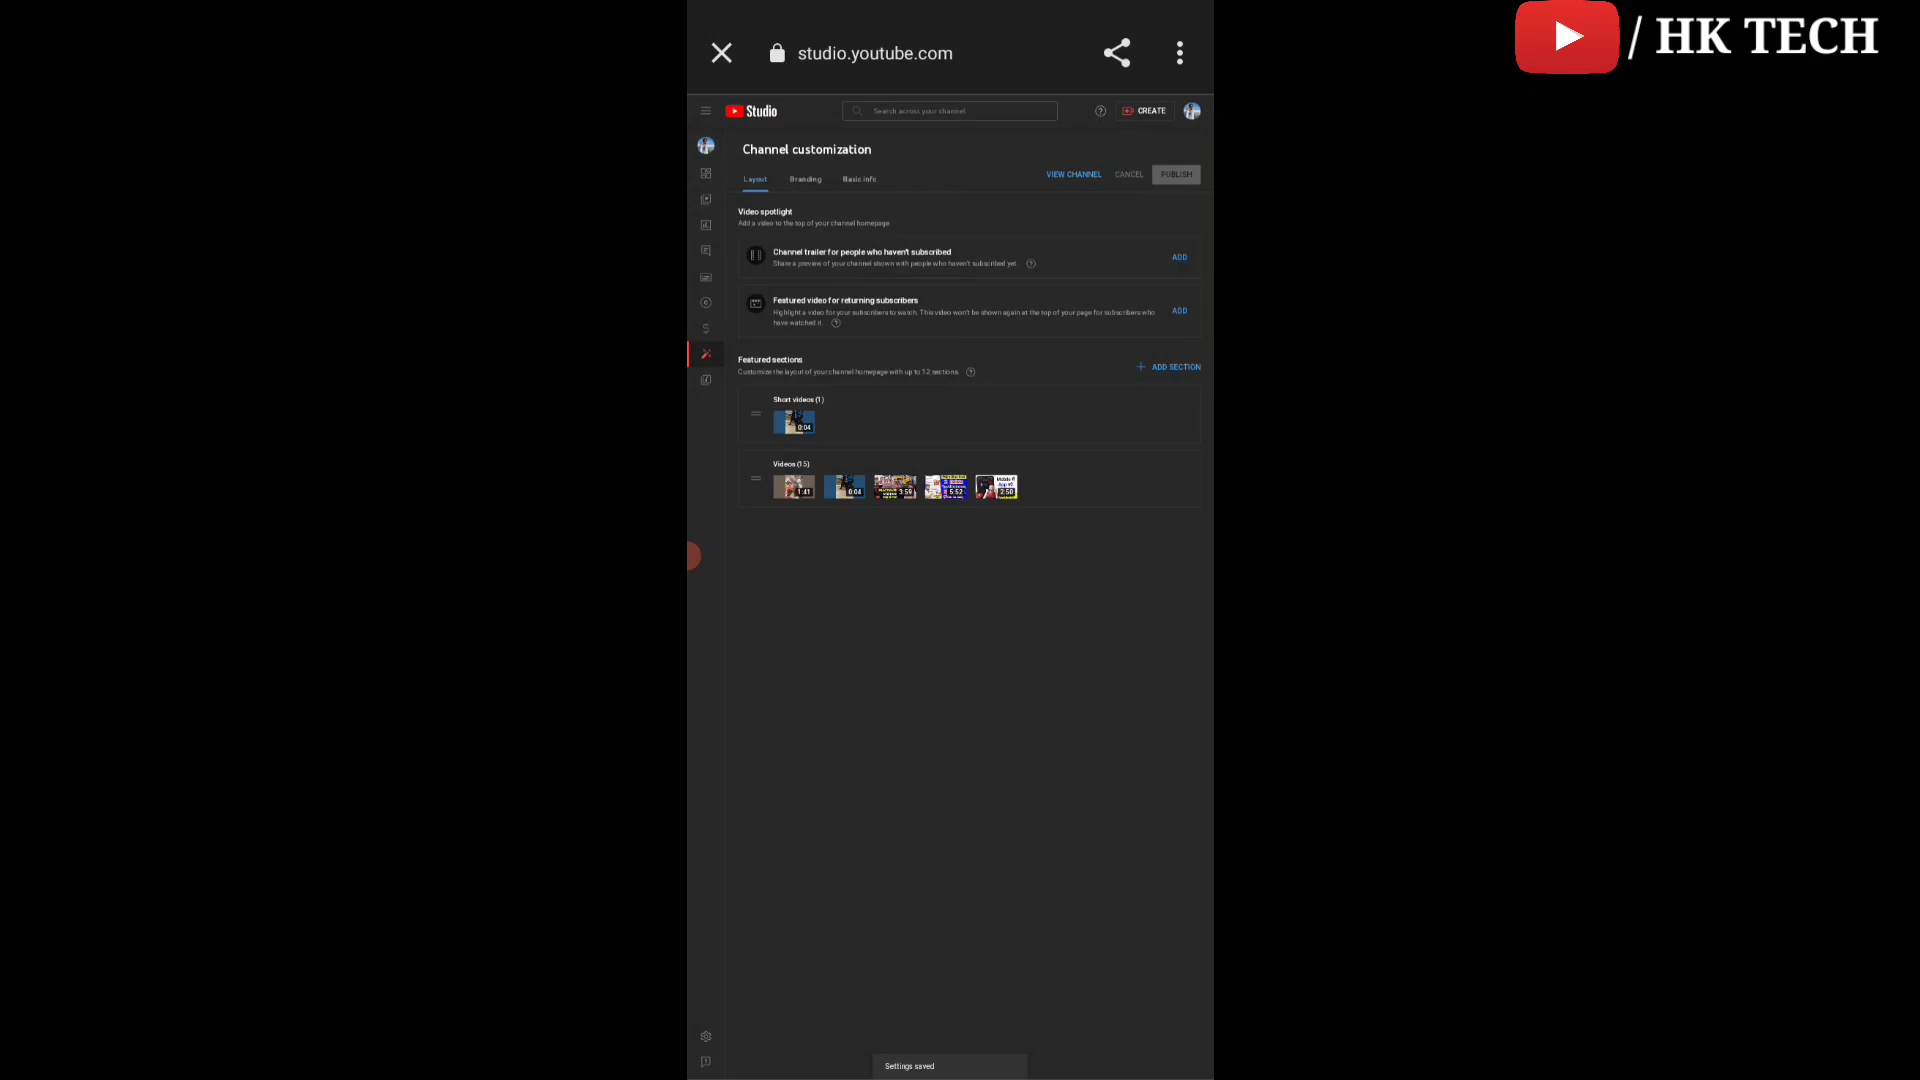 / HK TECH
studio.youtube.com
Studio
Search across your channel
CREATE
Channel customization
Layout
Branding
Basic info
VIEW CHANNEL
CANCEL
PUBLISH
Video spotlight
Add a video to the top of your channel homepage
Channel trailer for people who haven't subscribed
Share a preview of your channel shown with people who haven't subscribed yet.
ADD
Featured video for returning subscribers
Highlight a video for your subscribers to watch. This video won't be shown again at the top of your page for subscribers who
have watched it.
ADD
Featured sections
Customize the layout of your channel homepage with up to 12 sections.
ADD SECTION
Short videos (1)
0:04
Videos (15)
1:41
0:04
3:59
5:52
Mobile
App
2:50
Settings saved